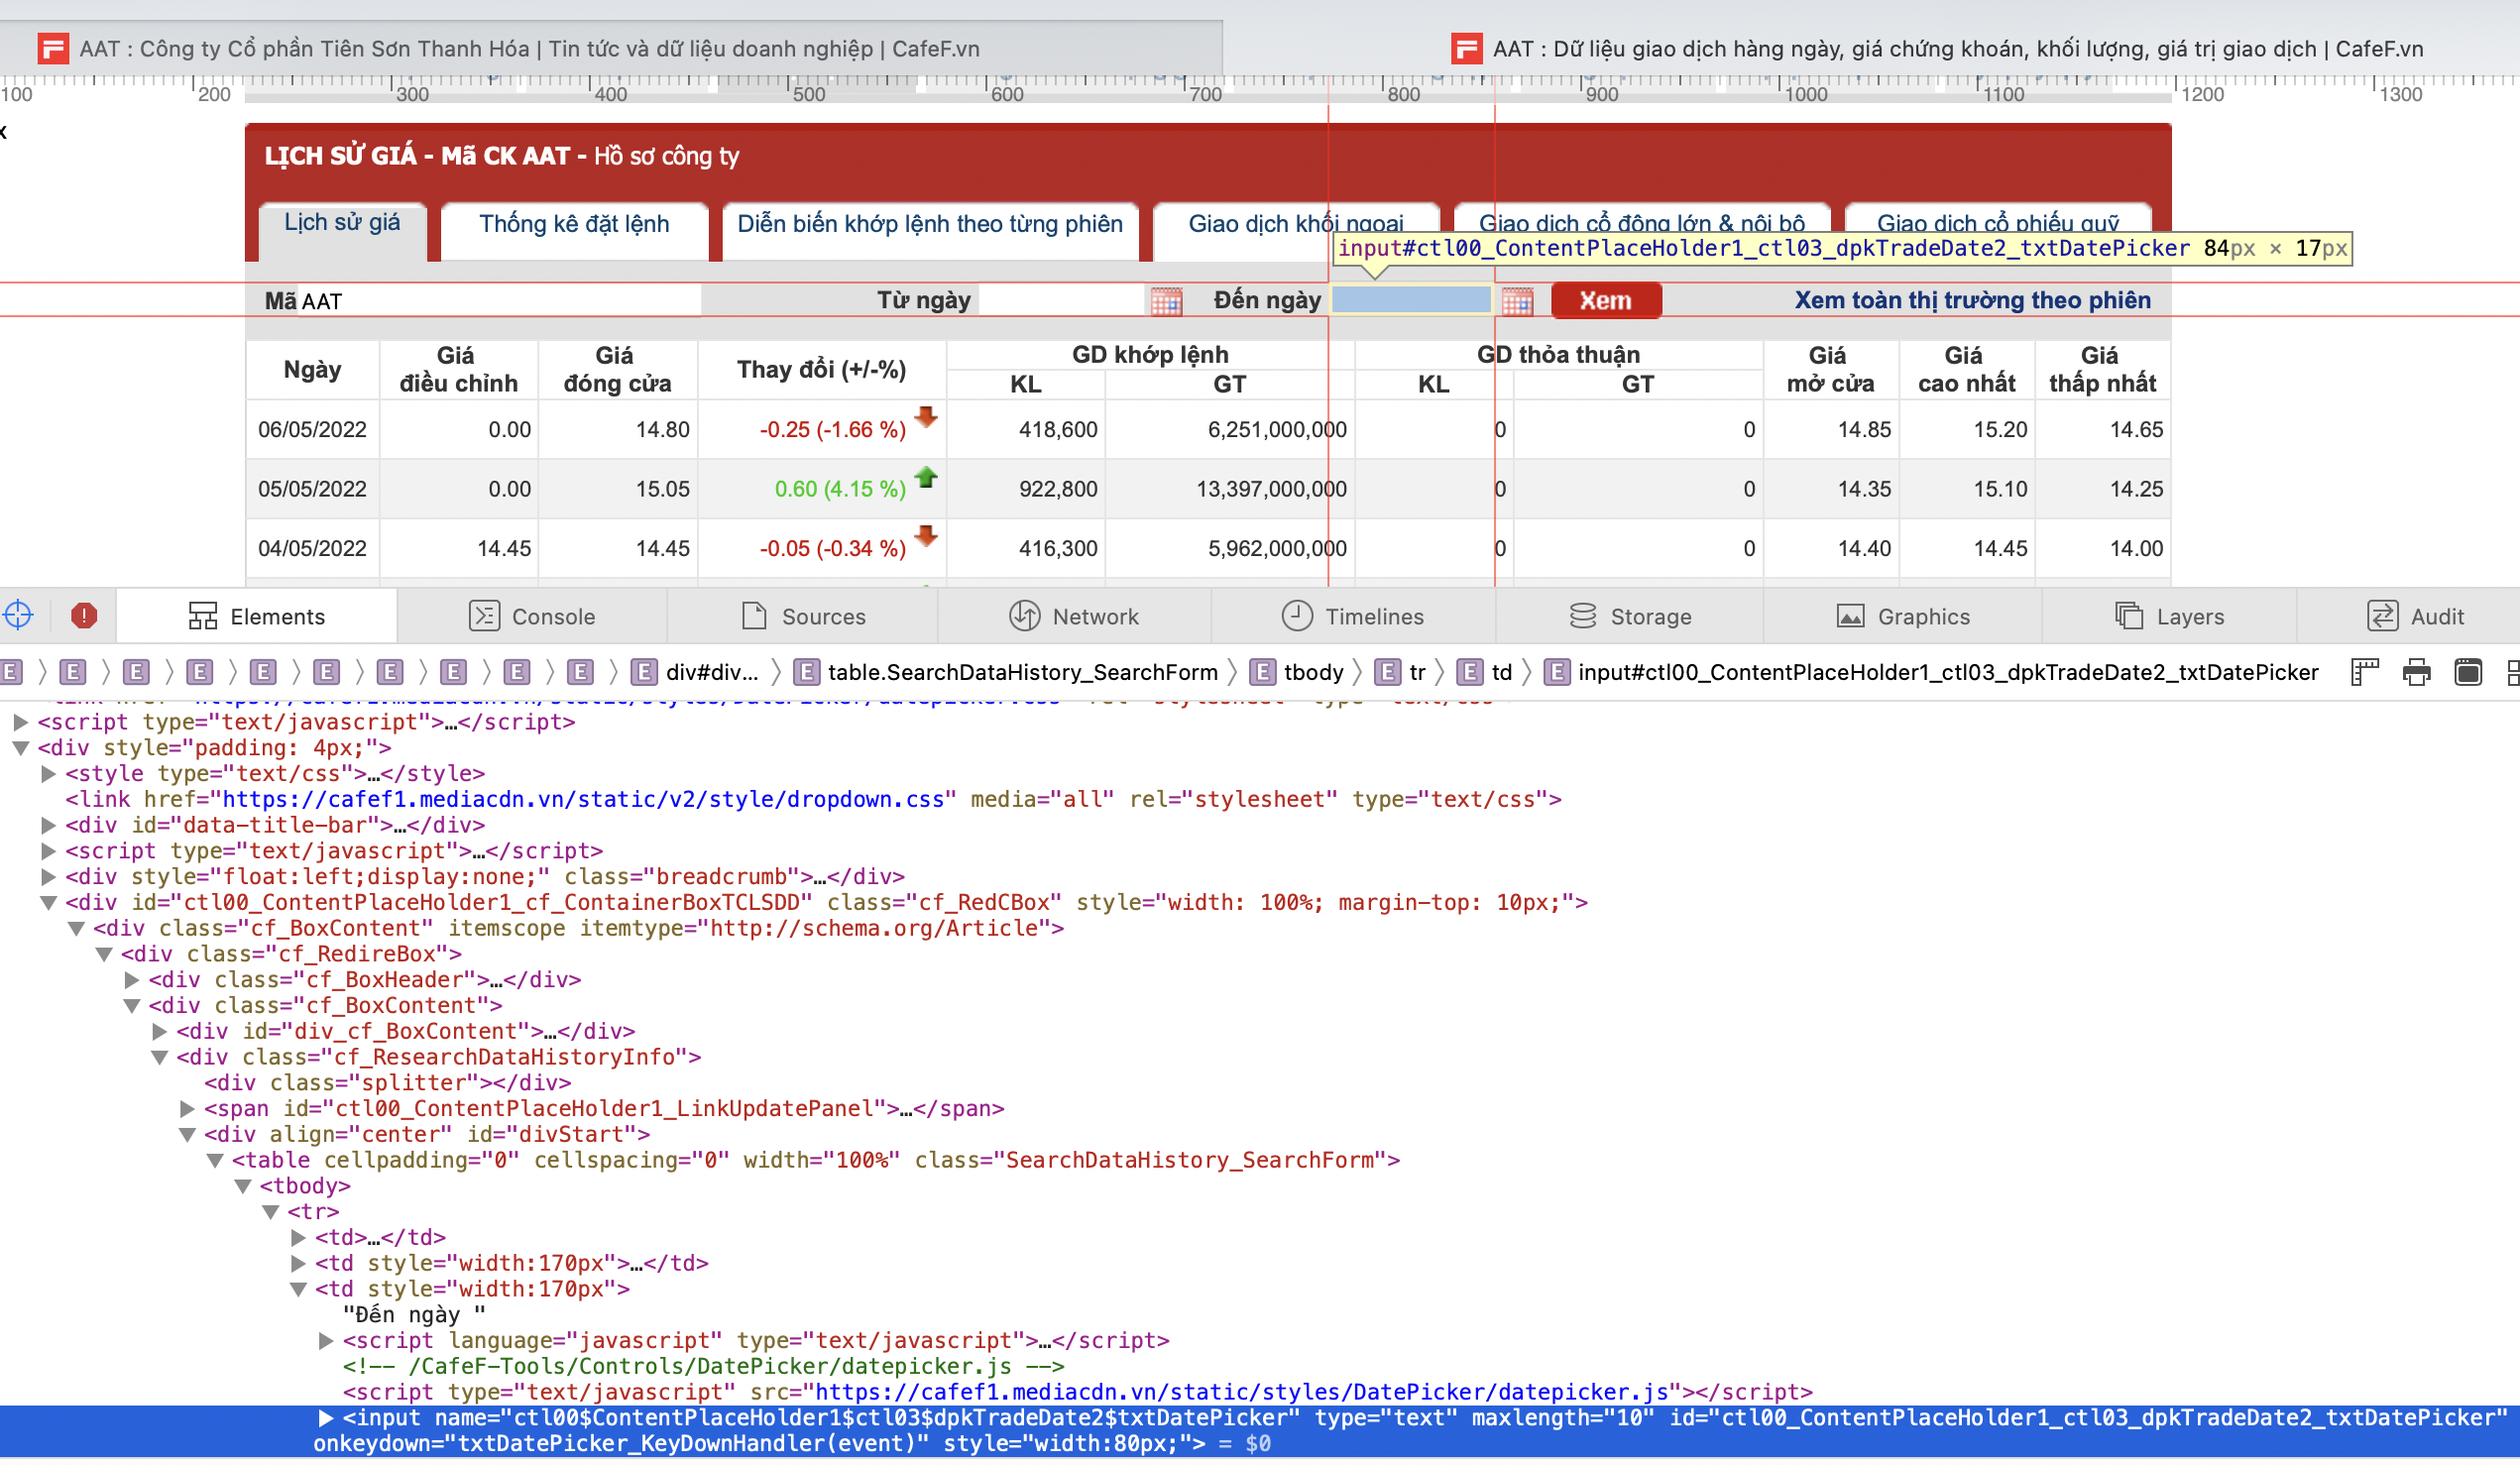 AAT : Công ty Cổ phần Tiên Sơn Thanh Hóa | Tin tức và dữ liệu doanh nghiệp | CafeF.vn
AAT : Dữ liệu giao dịch hàng ngày, giá chứng khoán, khối lượng, giá trị giao dịch | CafeF.vn
100 200 300 400 500 600 700 800 900 1000 1100 1200 1300
x
LỊCH SỬ GIÁ - Mã CK AAT - Hồ sơ công ty
Lịch sử giá Thống kê đặt lệnh Diễn biến khớp lệnh theo từng phiên Giao dịch khối ngoại Giao dịch cổ đông lớn & nội bộ Giao dịch cổ phiếu quỹ
input#ctl00_ContentPlaceHolder1_ctl03_dpkTradeDate2_txtDatePicker 84px × 17px
Mã AAT Từ ngày Đến ngày Xem Xem toàn thị trường theo phiên
Ngày Giá điều chỉnh Giá đóng cửa Thay đổi (+/-%) GD khớp lệnh GD thỏa thuận Giá mở cửa Giá cao nhất Giá thấp nhất
KL GT KL GT
06/05/2022 0.00 14.80 -0.25 (-1.66 %) 418,600 6,251,000,000 0 0 14.85 15.20 14.65
05/05/2022 0.00 15.05 0.60 (4.15 %) 922,800 13,397,000,000 0 0 14.35 15.10 14.25
04/05/2022 14.45 14.45 -0.05 (-0.34 %) 416,300 5,962,000,000 0 0 14.40 14.45 14.00
Elements Console Sources Network Timelines Storage Graphics Layers Audit
E E E E E E E E E E E div#div... E table.SearchDataHistory_SearchForm E tbody E tr E td E input#ctl00_ContentPlaceHolder1_ctl03_dpkTradeDate2_txtDatePicker
<script type="text/javascript">…</script>
<div style="padding: 4px;">
<style type="text/css">…</style>
<link href="https://cafef1.mediacdn.vn/static/v2/style/dropdown.css" media="all" rel="stylesheet" type="text/css">
<div id="data-title-bar">…</div>
<script type="text/javascript">…</script>
<div style="float:left;display:none;" class="breadcrumb">…</div>
<div id="ctl00_ContentPlaceHolder1_cf_ContainerBoxTCLSDD" class="cf_RedCBox" style="width: 100%; margin-top: 10px;">
<div class="cf_BoxContent" itemscope itemtype="http://schema.org/Article">
<div class="cf_RedireBox">
<div class="cf_BoxHeader">…</div>
<div class="cf_BoxContent">
<div id="div_cf_BoxContent">…</div>
<div class="cf_ResearchDataHistoryInfo">
<div class="splitter"></div>
<span id="ctl00_ContentPlaceHolder1_LinkUpdatePanel">…</span>
<div align="center" id="divStart">
<table cellpadding="0" cellspacing="0" width="100%" class="SearchDataHistory_SearchForm">
<tbody>
<tr>
<td>…</td>
<td style="width:170px">…</td>
<td style="width:170px">
"Đến ngày "
<script language="javascript" type="text/javascript">…</script>
<!-- /CafeF-Tools/Controls/DatePicker/datepicker.js -->
<script type="text/javascript" src="https://cafef1.mediacdn.vn/static/styles/DatePicker/datepicker.js"></script>
<input name="ctl00$ContentPlaceHolder1$ctl03$dpkTradeDate2$txtDatePicker" type="text" maxlength="10" id="ctl00_ContentPlaceHolder1_ctl03_dpkTradeDate2_txtDatePicker"
onkeydown="txtDatePicker_KeyDownHandler(event)" style="width:80px;"> = $0